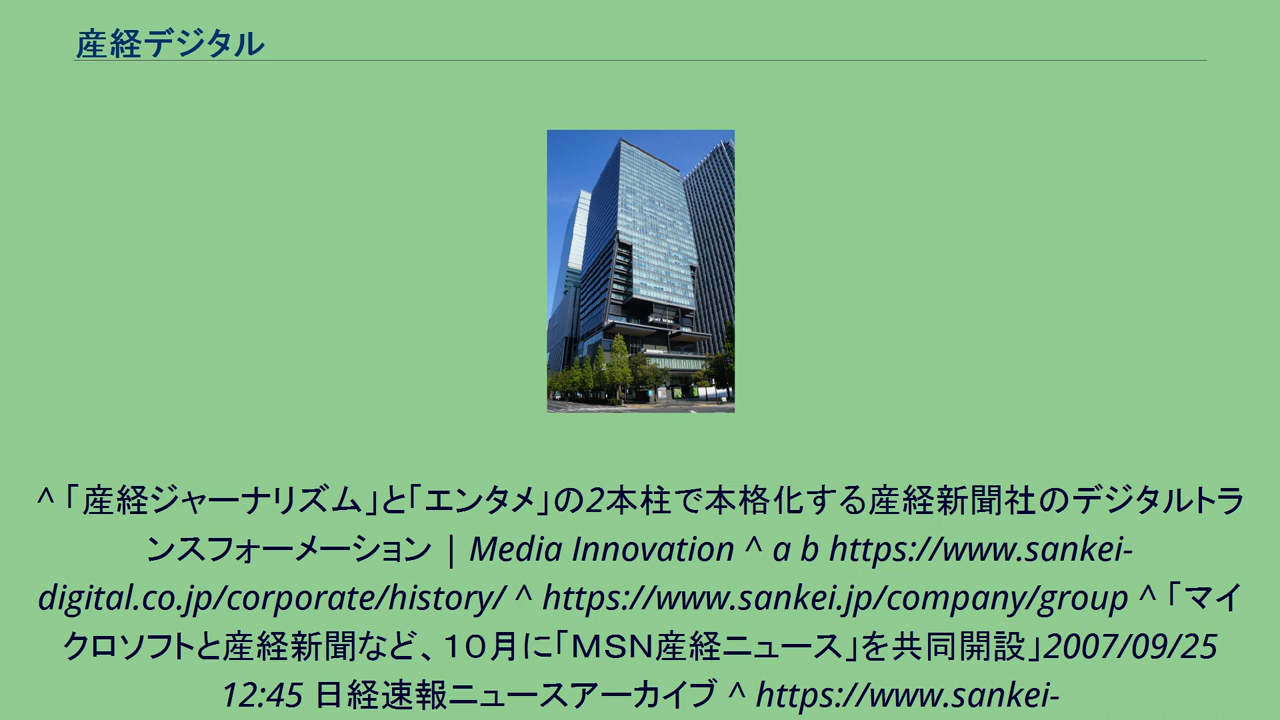 産経デジタル
^ 「産経ジャーナリズム」と「エンタメ」の2本柱で本格化する産経新聞社のデジタルトラ
ンスフォーメーション | Media Innovation ^ a b https://www.sankei-
digital.co.jp/corporate/history/ ^ https://www.sankei.jp/company/group ^ 「マイ
クロソフトと産経新聞など、１０月に「ＭＳＮ産経ニュース」を共同開設」2007/09/25
12:45 日経速報ニュースアーカイブ ^ https://www.sankei-